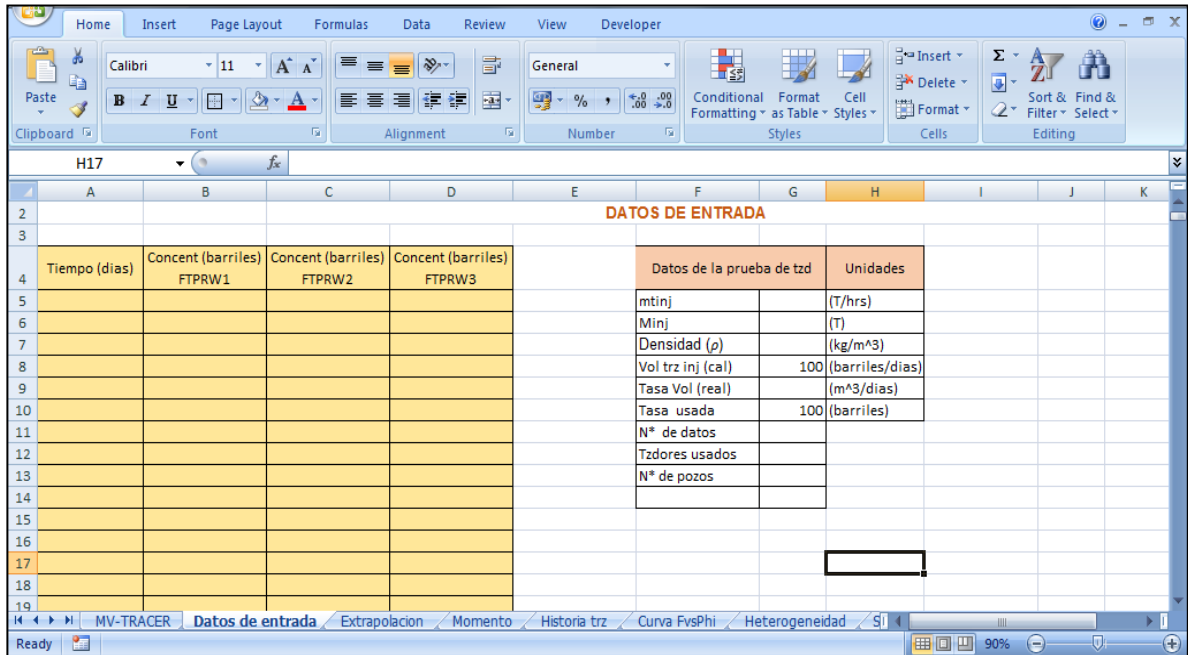 Home Insert Page Layout Formulas Data Review View Developer
Calibri 11 A A General Insert Σ
Paste B I U A % , .00 Conditional Formatting Format as Table Cell Styles Delete Format Sort & Filter Find & Select
Clipboard Font Alignment Number Styles Cells Editing
H17 fx
A B C D E F G H I J K
2 DATOS DE ENTRADA
3
4 Tiempo (dias) Concent (barriles) FTPRW1 Concent (barriles) FTPRW2 Concent (barriles) FTPRW3 Datos de la prueba de tzd Unidades
5 mtinj (T/hrs)
6 Minj (T)
7 Densidad (ρ) (kg/m^3)
8 Vol trz inj (cal) 100 (barriles/dias)
9 Tasa Vol (real) (m^3/dias)
10 Tasa usada 100 (barriles)
11 N* de datos
12 Tzdores usados
13 N* de pozos
14
15
16
17
18
19
MV-TRACER Datos de entrada Extrapolacion Momento Historia trz Curva FvsPhi Heterogeneidad
Ready 90%